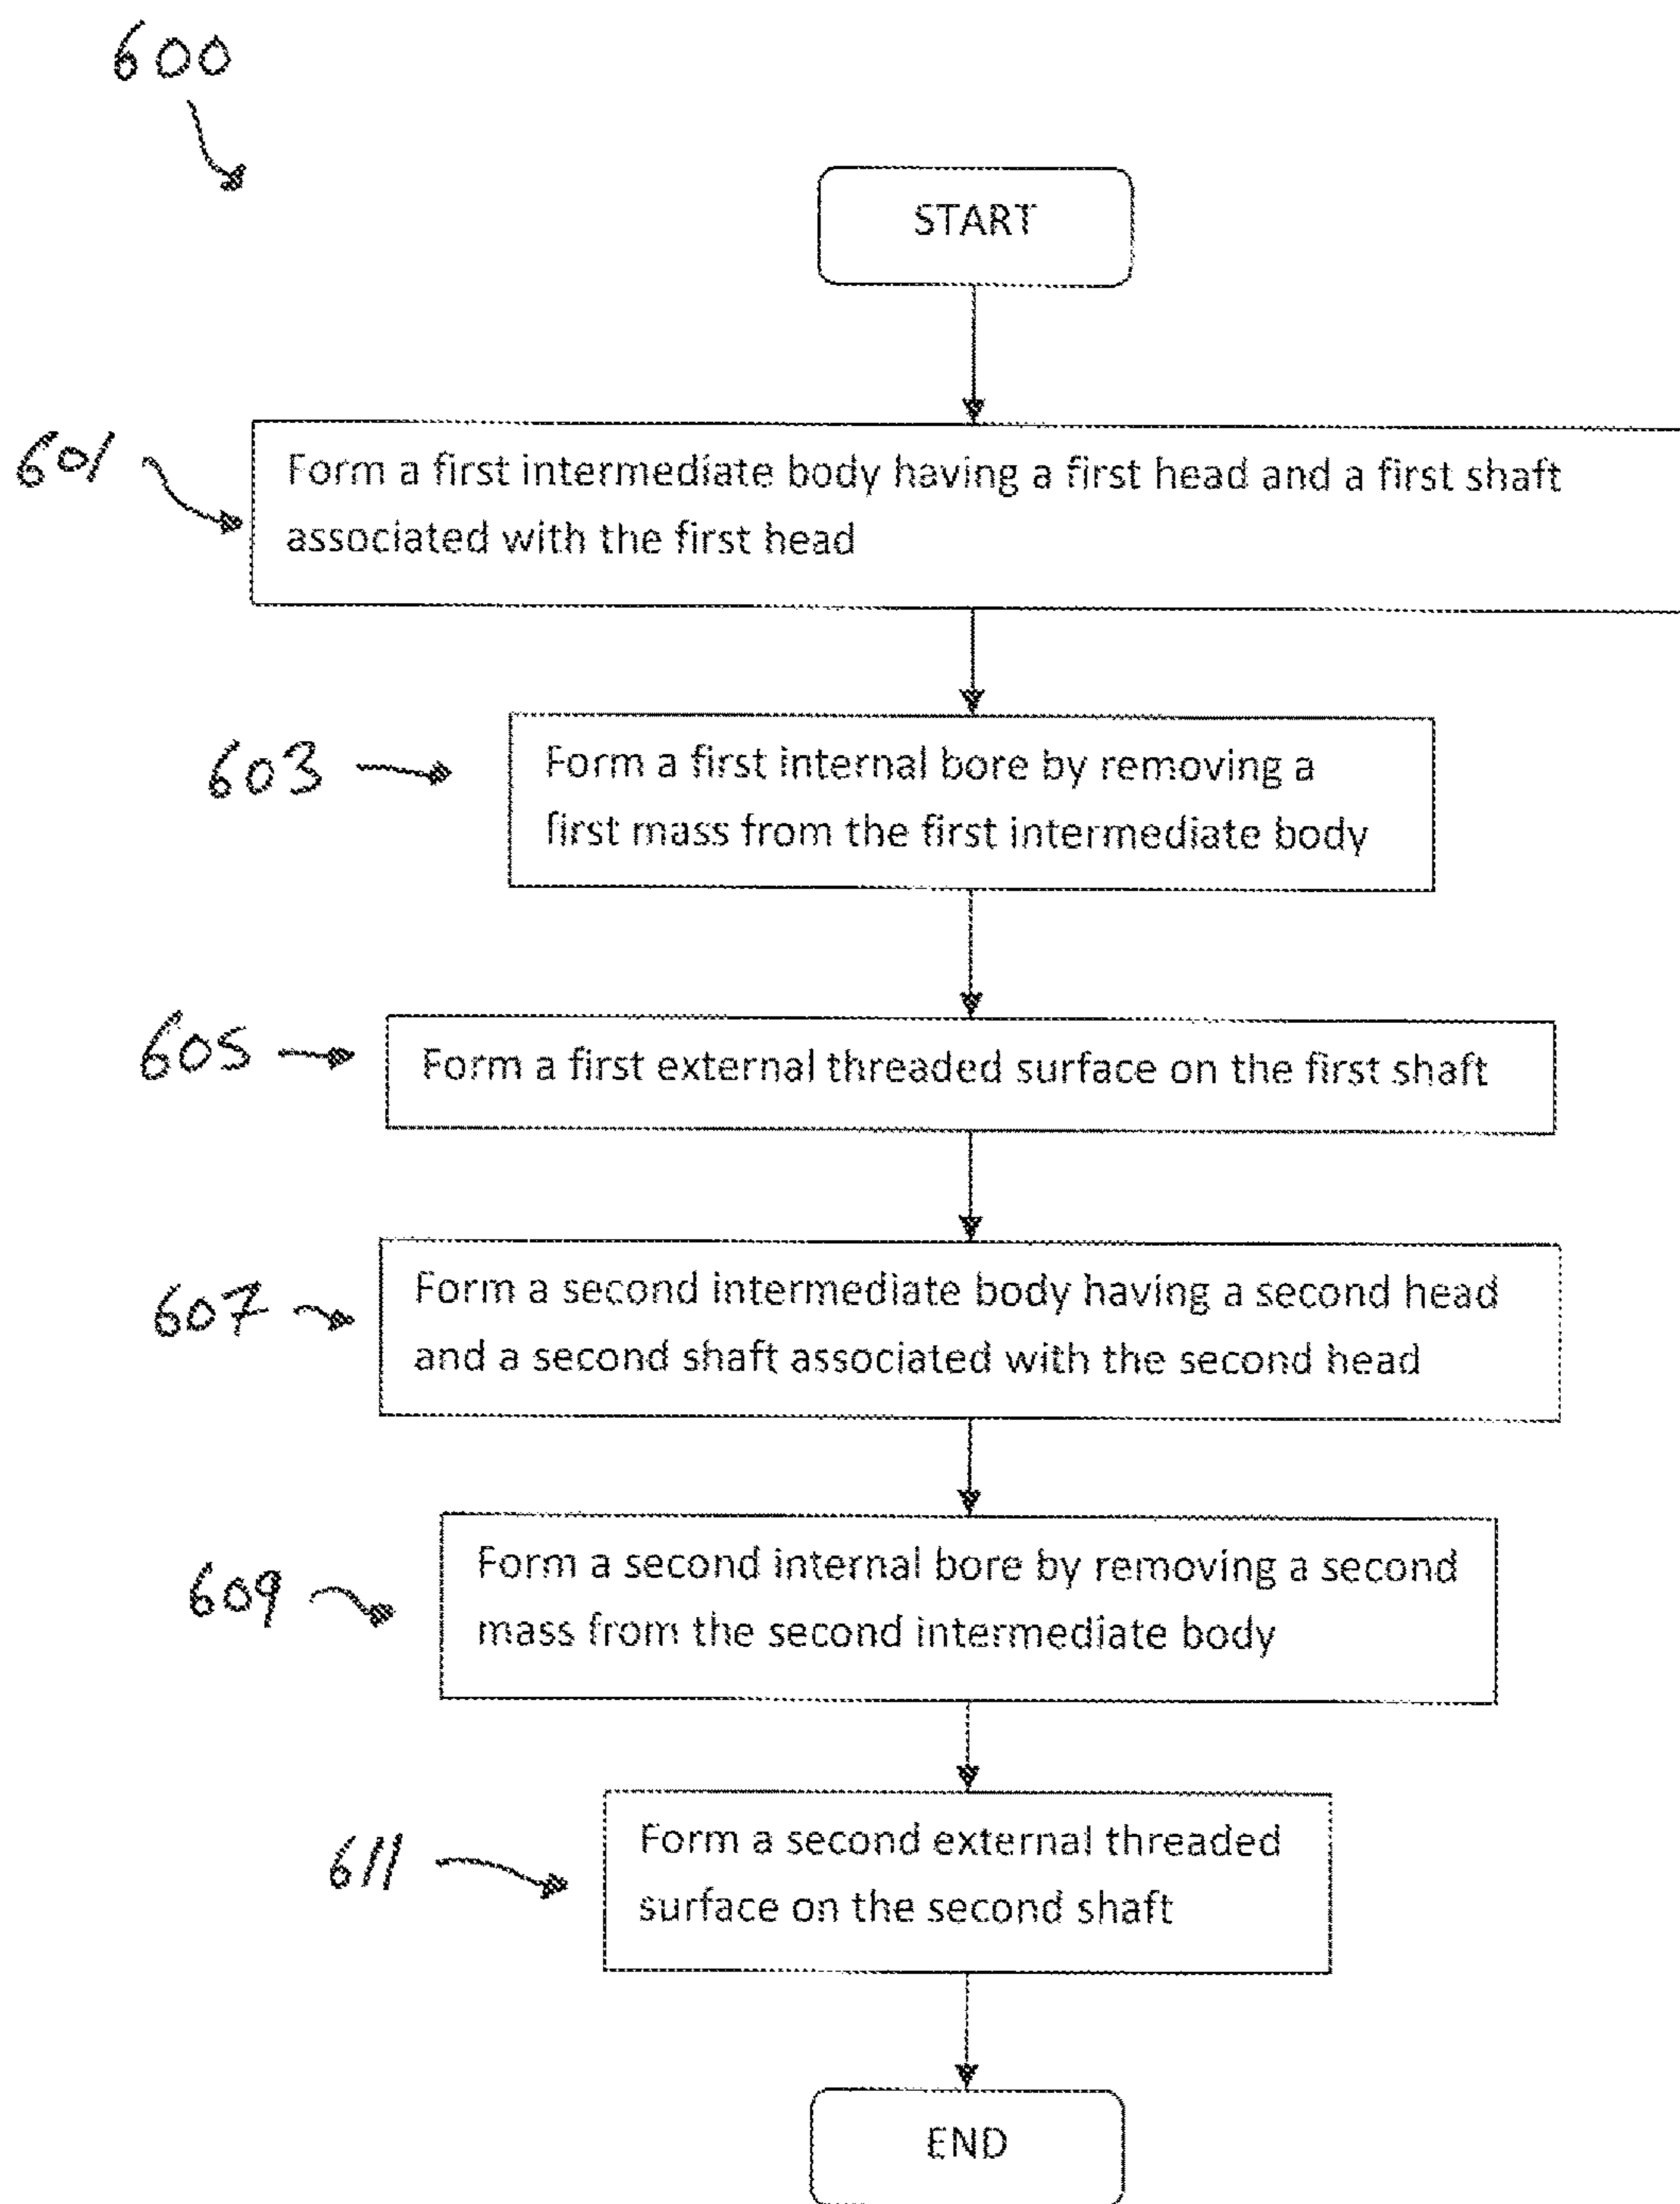 600
START
601
Form a first intermediate body having a first head and a first shaft
associated with the first head
603
Form a first internal bore by removing a
first mass from the first intermediate body
605
Form a first external threaded surface on the first shaft
607
Form a second intermediate body having a second head
and a second shaft associated with the second head
609
Form a second internal bore by removing a second
mass from the second intermediate body
611
Form a second external threaded
surface on the second shaft
END